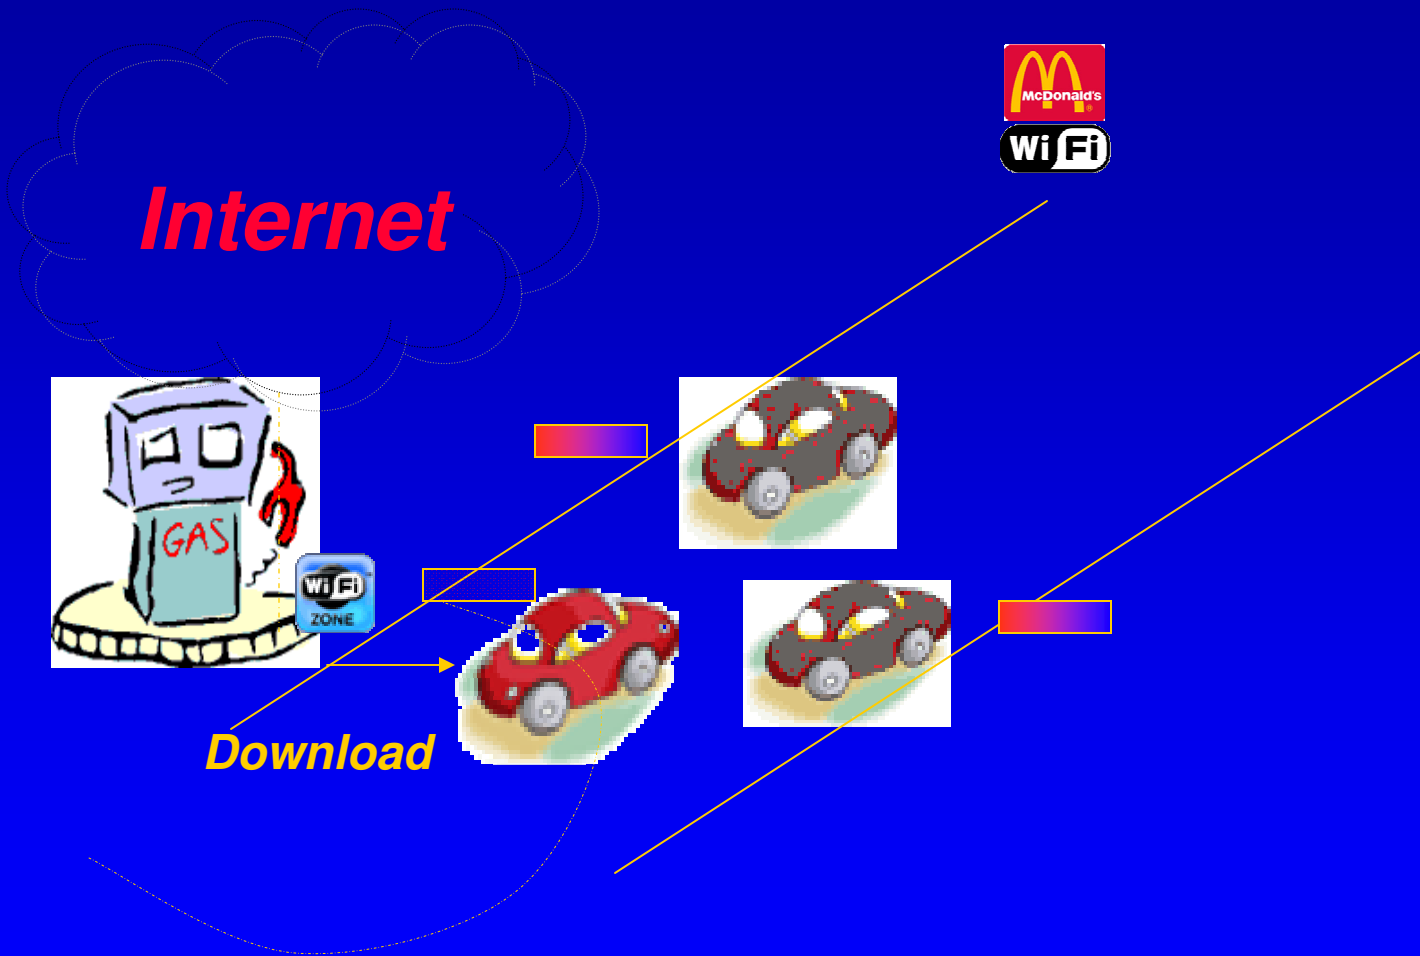 McDonald's
Wi Fi
Internet
GAS
Wi Fi
ZONE
Download